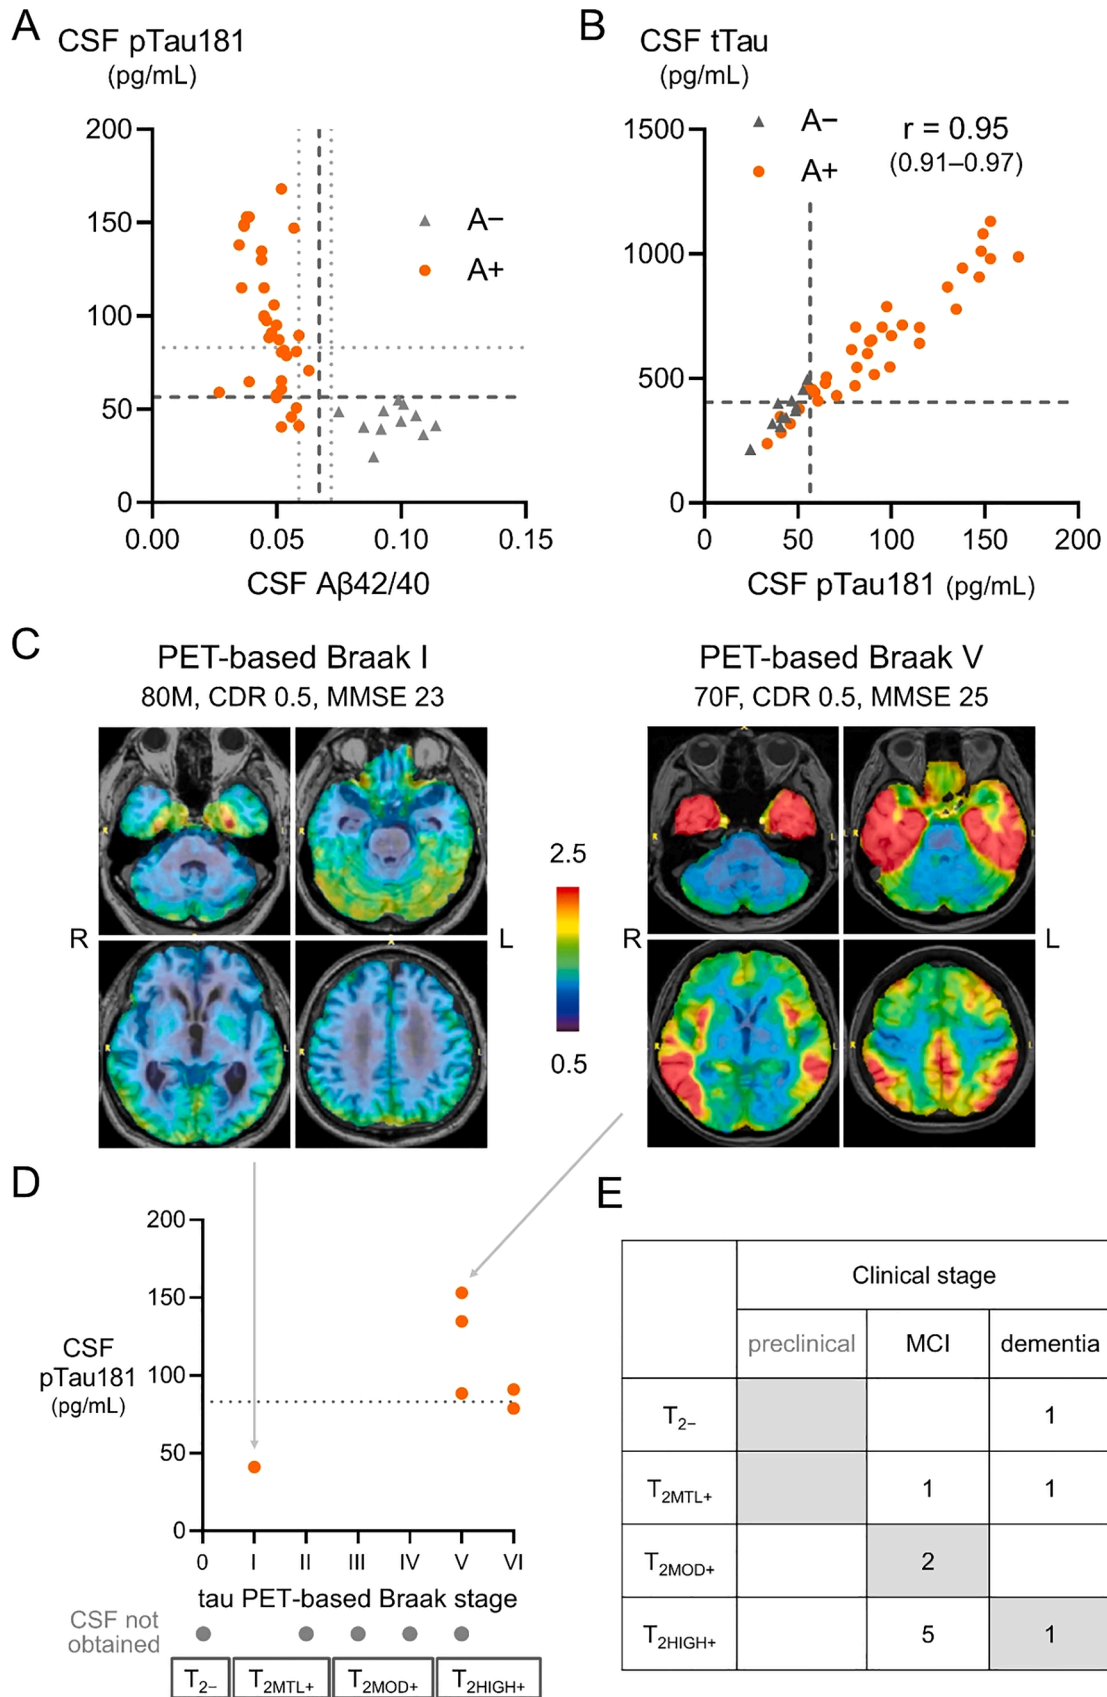 A
CSF pTau181
(pg/mL)
200
150
100
50
0
0.00
0.05
0.10
0.15
CSF Aβ42/40
A−
A+
B
CSF tTau
(pg/mL)
A−
A+
r = 0.95
(0.91–0.97)
1500
1000
500
0
0
50
100
150
200
CSF pTau181 (pg/mL)
C
PET-based Braak I
80M, CDR 0.5, MMSE 23
PET-based Braak V
70F, CDR 0.5, MMSE 25
R
L
2.5
0.5
R
L
D
CSF
pTau181
(pg/mL)
200
150
100
50
0
0 I II III IV V VI
tau PET-based Braak stage
CSF not
obtained
T2− T2MTL+ T2MOD+ T2HIGH+
E
Clinical stage
preclinical MCI dementia
T2− 1
T2MTL+ 1 1
T2MOD+ 2
T2HIGH+ 5 1